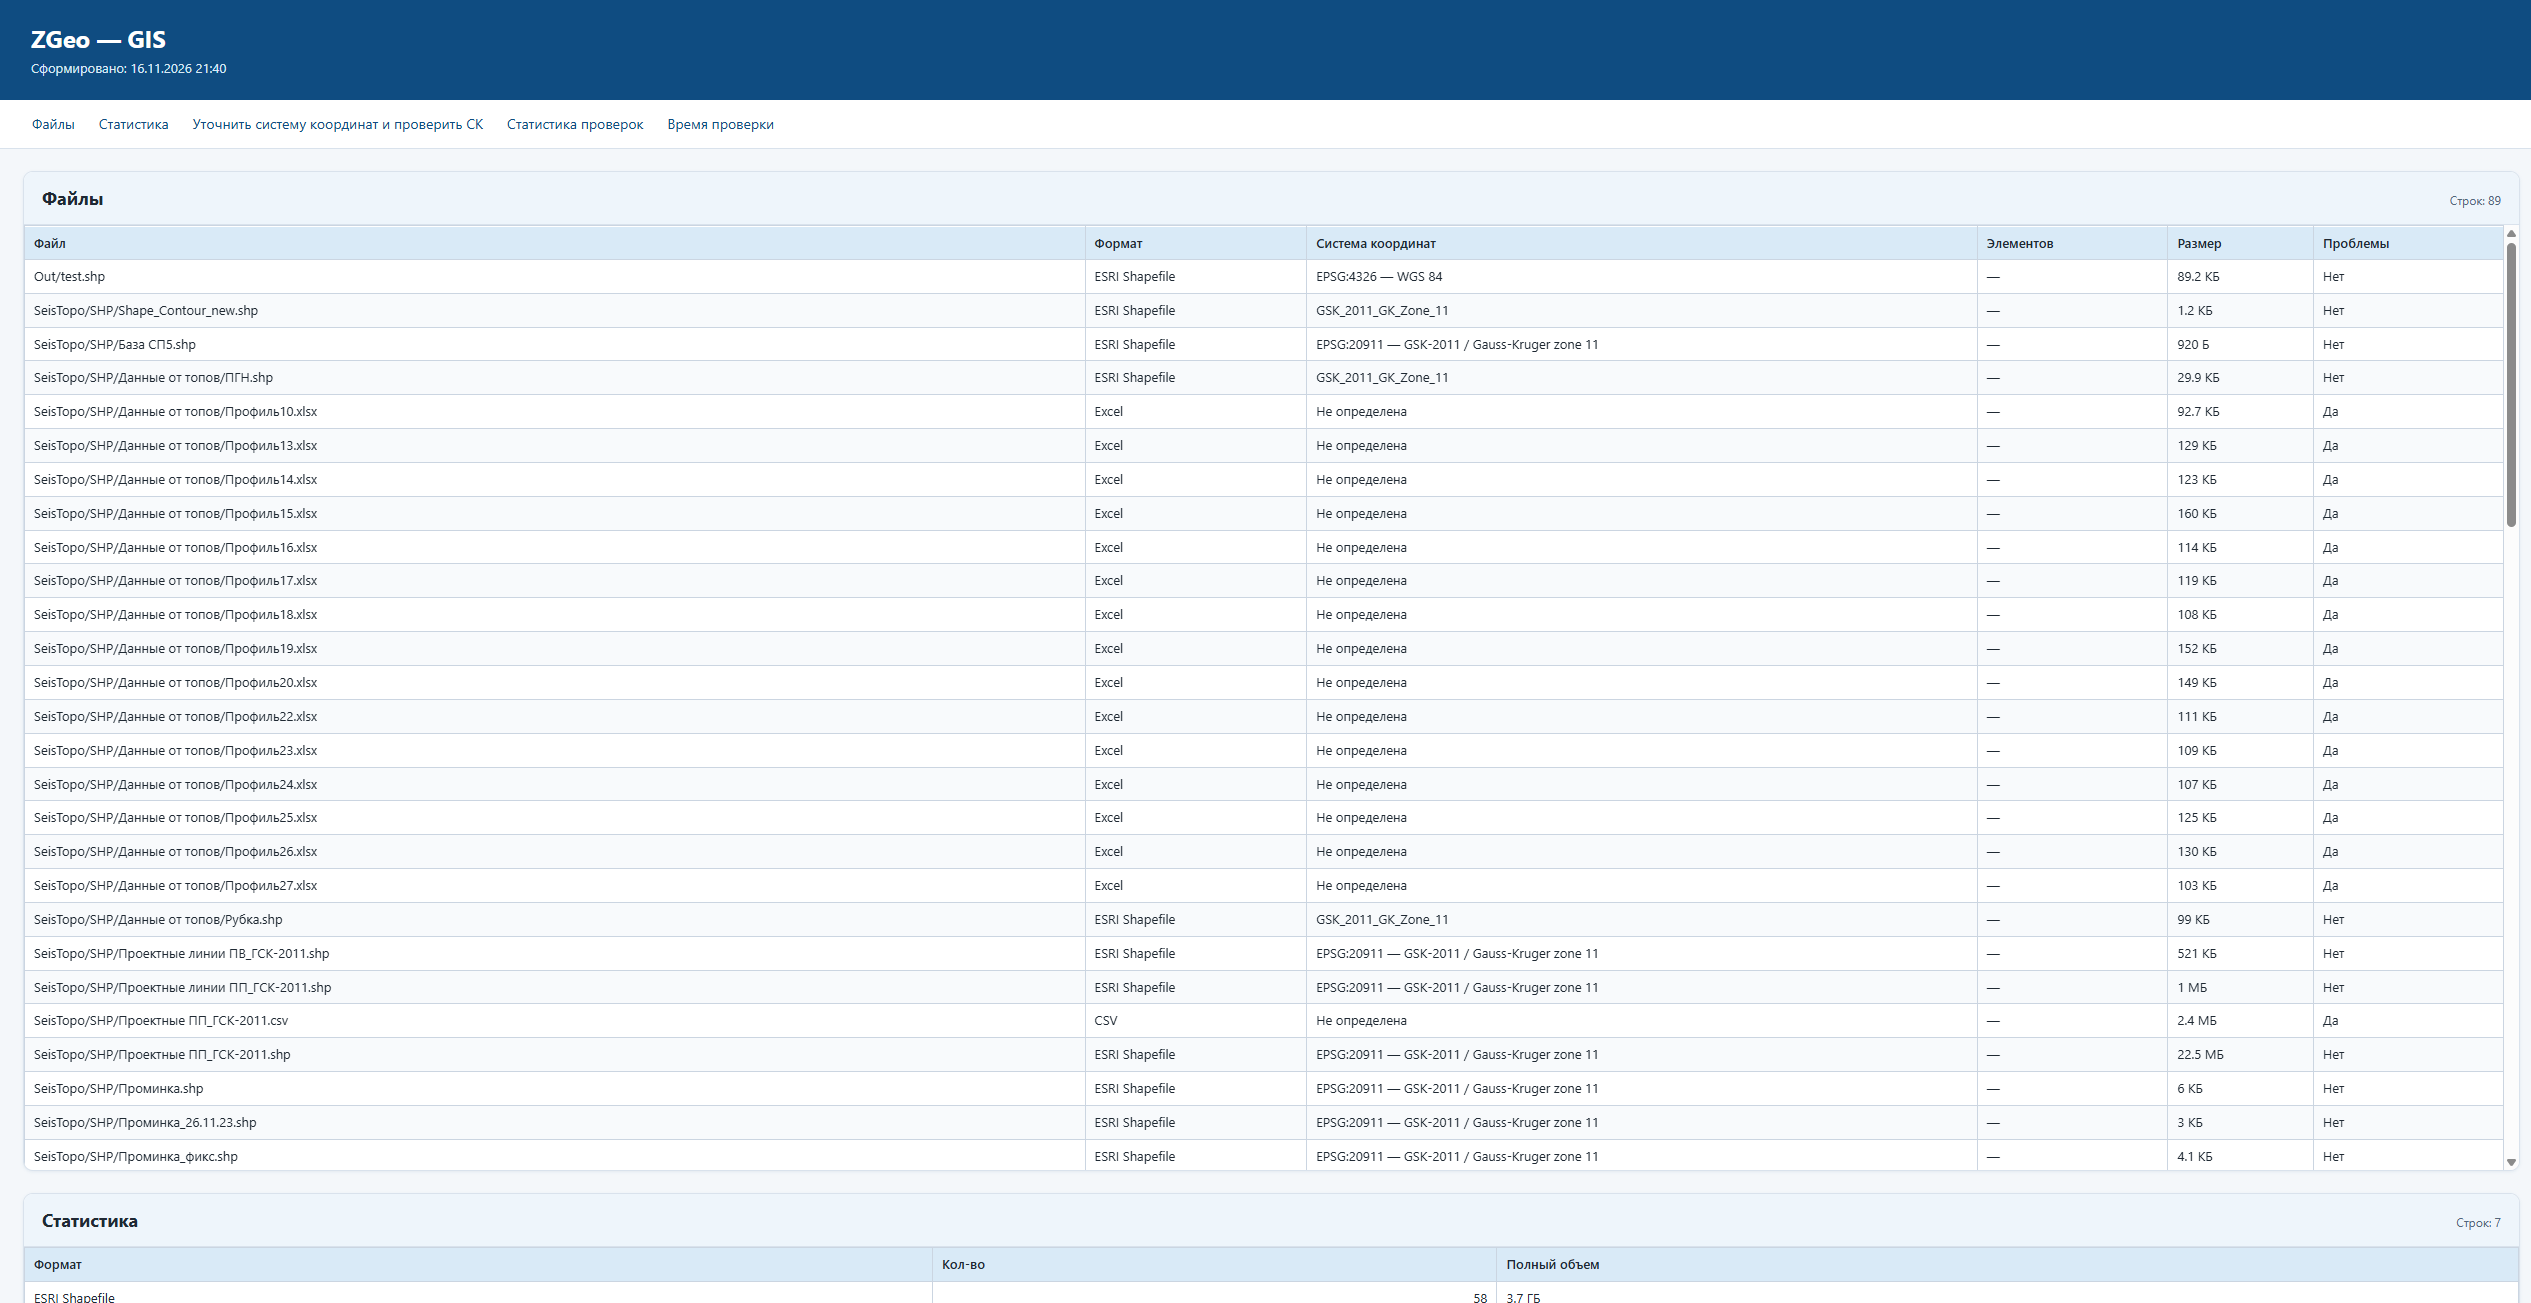 ZGeo — GIS
Сформировано: 16.11.2026 21:40
Файлы Статистика Уточнить систему координат и проверить СК Статистика проверок Время проверки
Файлы Строк: 89
Файл Формат Система координат Элементов Размер Проблемы
Out/test.shp ESRI Shapefile EPSG:4326 — WGS 84 — 89.2 КБ Нет
SeisTopo/SHP/Shape_Contour_new.shp ESRI Shapefile GSK_2011_GK_Zone_11 — 1.2 КБ Нет
SeisTopo/SHP/База СП5.shp ESRI Shapefile EPSG:20911 — GSK-2011 / Gauss-Kruger zone 11 — 920 Б Нет
SeisTopo/SHP/Данные от топов/ПГН.shp ESRI Shapefile GSK_2011_GK_Zone_11 — 29.9 КБ Нет
SeisTopo/SHP/Данные от топов/Профиль10.xlsx Excel Не определена — 92.7 КБ Да
SeisTopo/SHP/Данные от топов/Профиль13.xlsx Excel Не определена — 129 КБ Да
SeisTopo/SHP/Данные от топов/Профиль14.xlsx Excel Не определена — 123 КБ Да
SeisTopo/SHP/Данные от топов/Профиль15.xlsx Excel Не определена — 160 КБ Да
SeisTopo/SHP/Данные от топов/Профиль16.xlsx Excel Не определена — 114 КБ Да
SeisTopo/SHP/Данные от топов/Профиль17.xlsx Excel Не определена — 119 КБ Да
SeisTopo/SHP/Данные от топов/Профиль18.xlsx Excel Не определена — 108 КБ Да
SeisTopo/SHP/Данные от топов/Профиль19.xlsx Excel Не определена — 152 КБ Да
SeisTopo/SHP/Данные от топов/Профиль20.xlsx Excel Не определена — 149 КБ Да
SeisTopo/SHP/Данные от топов/Профиль22.xlsx Excel Не определена — 111 КБ Да
SeisTopo/SHP/Данные от топов/Профиль23.xlsx Excel Не определена — 109 КБ Да
SeisTopo/SHP/Данные от топов/Профиль24.xlsx Excel Не определена — 107 КБ Да
SeisTopo/SHP/Данные от топов/Профиль25.xlsx Excel Не определена — 125 КБ Да
SeisTopo/SHP/Данные от топов/Профиль26.xlsx Excel Не определена — 130 КБ Да
SeisTopo/SHP/Данные от топов/Профиль27.xlsx Excel Не определена — 103 КБ Да
SeisTopo/SHP/Данные от топов/Рубка.shp ESRI Shapefile GSK_2011_GK_Zone_11 — 99 КБ Нет
SeisTopo/SHP/Проектные линии ПВ_ГСК-2011.shp ESRI Shapefile EPSG:20911 — GSK-2011 / Gauss-Kruger zone 11 — 521 КБ Нет
SeisTopo/SHP/Проектные линии ПП_ГСК-2011.shp ESRI Shapefile EPSG:20911 — GSK-2011 / Gauss-Kruger zone 11 — 1 МБ Нет
SeisTopo/SHP/Проектные ПП_ГСК-2011.csv CSV Не определена — 2.4 МБ Да
SeisTopo/SHP/Проектные ПП_ГСК-2011.shp ESRI Shapefile EPSG:20911 — GSK-2011 / Gauss-Kruger zone 11 — 22.5 МБ Нет
SeisTopo/SHP/Проминка.shp ESRI Shapefile EPSG:20911 — GSK-2011 / Gauss-Kruger zone 11 — 6 КБ Нет
SeisTopo/SHP/Проминка_26.11.23.shp ESRI Shapefile EPSG:20911 — GSK-2011 / Gauss-Kruger zone 11 — 3 КБ Нет
SeisTopo/SHP/Проминка_фикс.shp ESRI Shapefile EPSG:20911 — GSK-2011 / Gauss-Kruger zone 11 — 4.1 КБ Нет
Статистика Строк: 7
Формат Кол-во Полный объем
ESRI Shapefile 58 3.7 ГБ